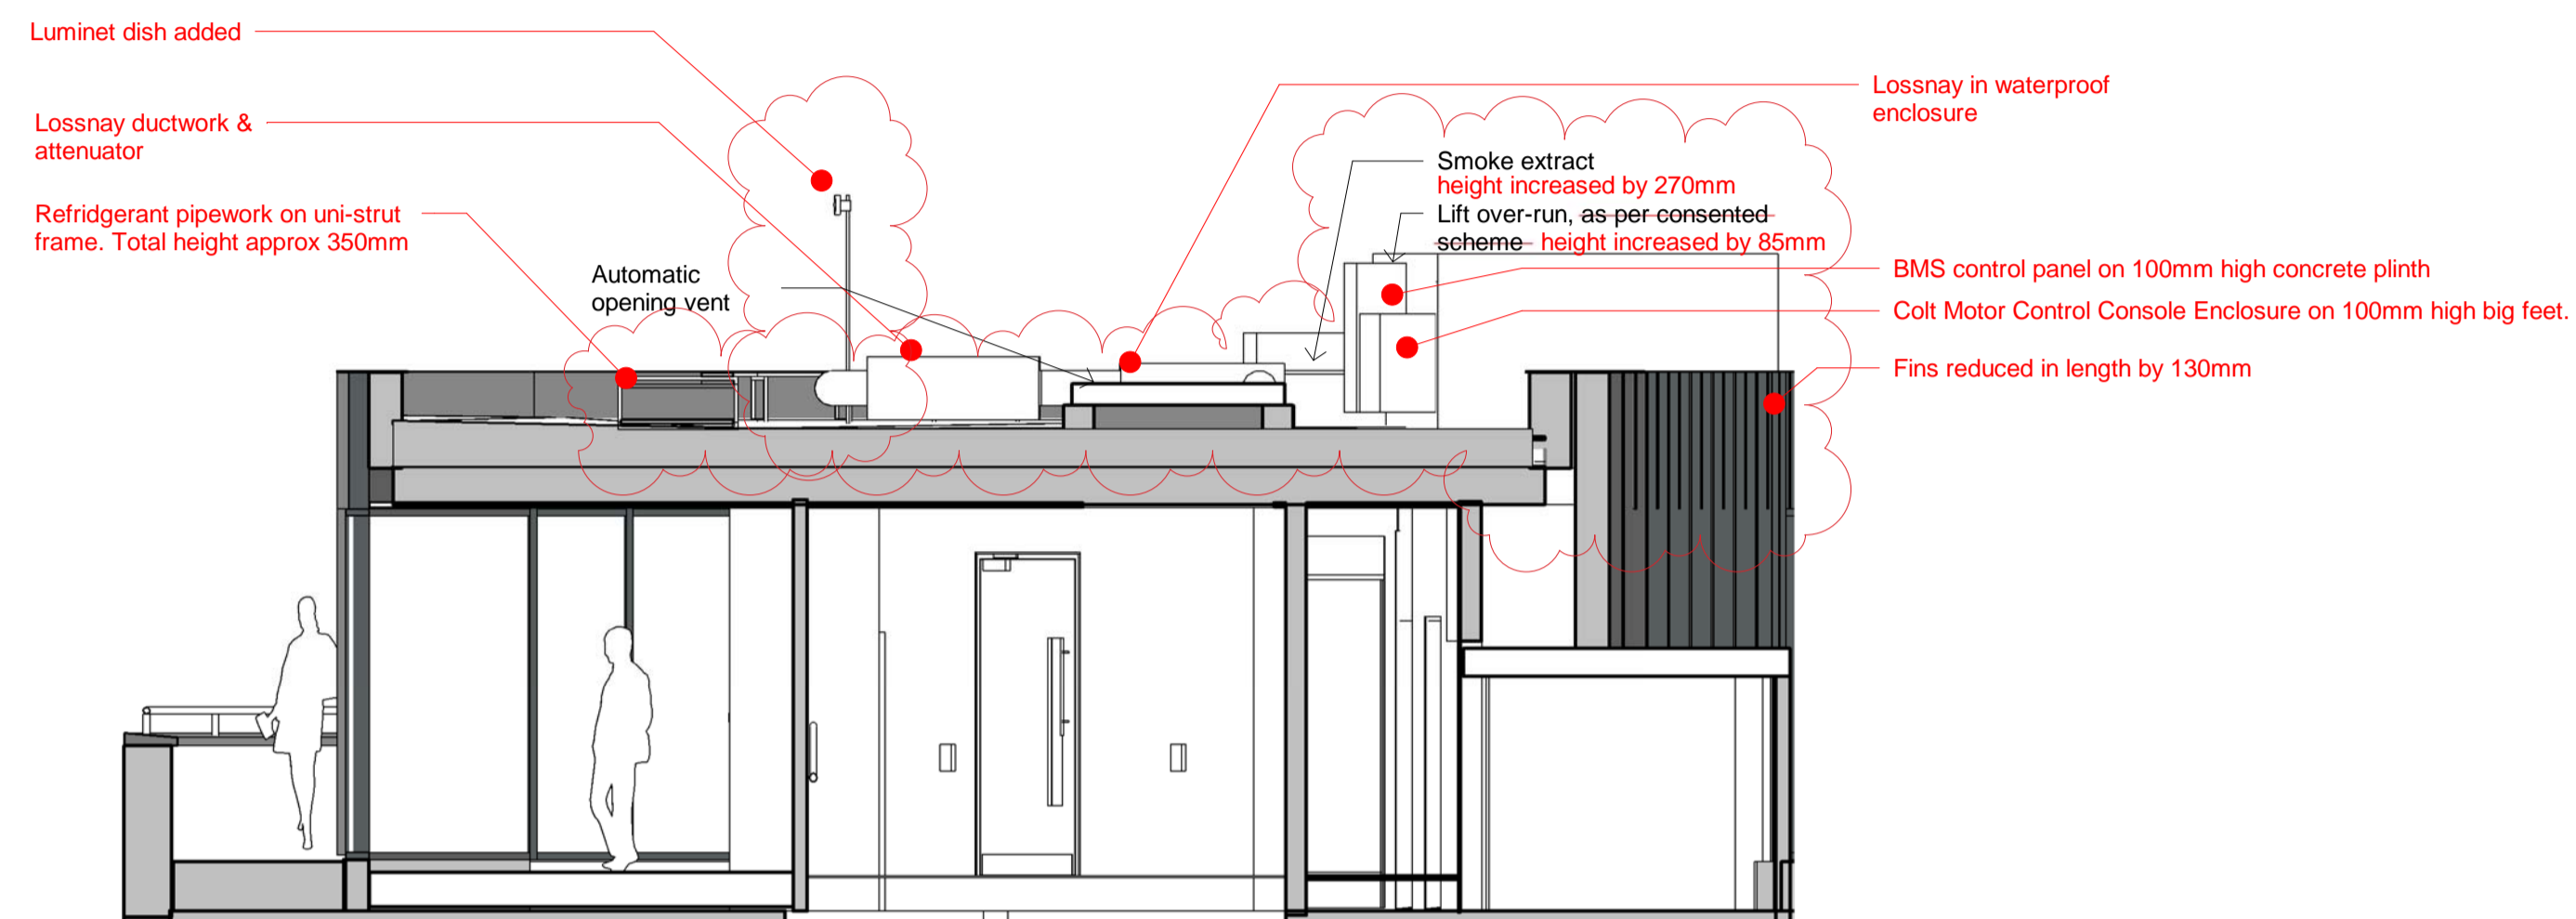 Luminet dish added
Lossnay ductwork &
attenuator
Refridgerant pipework on uni-strut
frame. Total height approx 350mm
Automatic
opening vent
Lossnay in waterproof
enclosure
Smoke extract
height increased by 270mm
Lift over-run, as per consented
scheme height increased by 85mm
BMS control panel on 100mm high concrete plinth
Colt Motor Control Console Enclosure on 100mm high big feet.
Fins reduced in length by 130mm